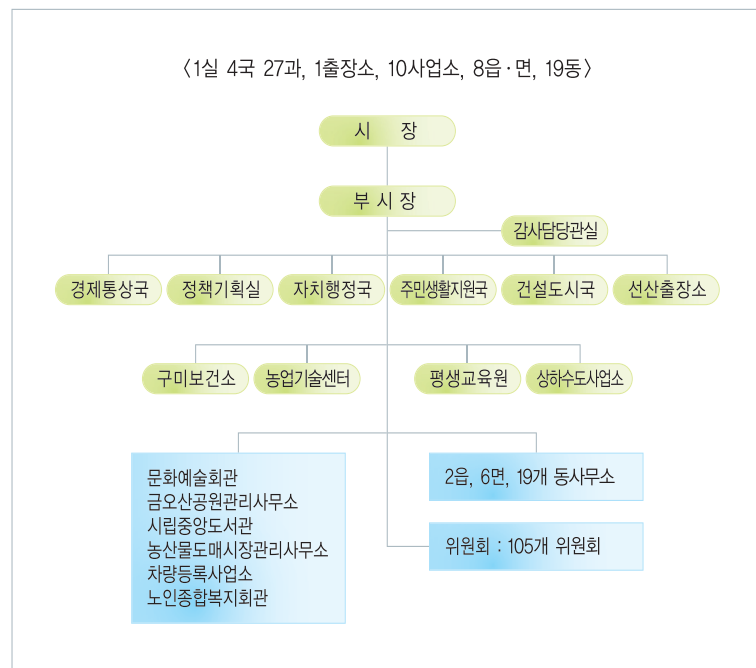 〈1실 4국 27과, 1출장소, 10사업소, 8읍·면, 19동〉
시 장
부 시 장
감사담당관실
경제통상국
정책기획실
자치행정국
주민생활지원국
건설도시국
선산출장소
구미보건소
농업기술센터
평생교육원
상하수도사업소
문화예술회관
금오산공원관리사무소
시립중앙도서관
농산물도매시장관리사무소
차량등록사업소
노인종합복지회관
2읍, 6면, 19개 동사무소
위원회 : 105개 위원회